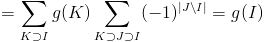 = \sum_{K \supset I} g(K) \sum_{K \supset J \supset I} (-1)^{|J \setminus I|} = g(I)